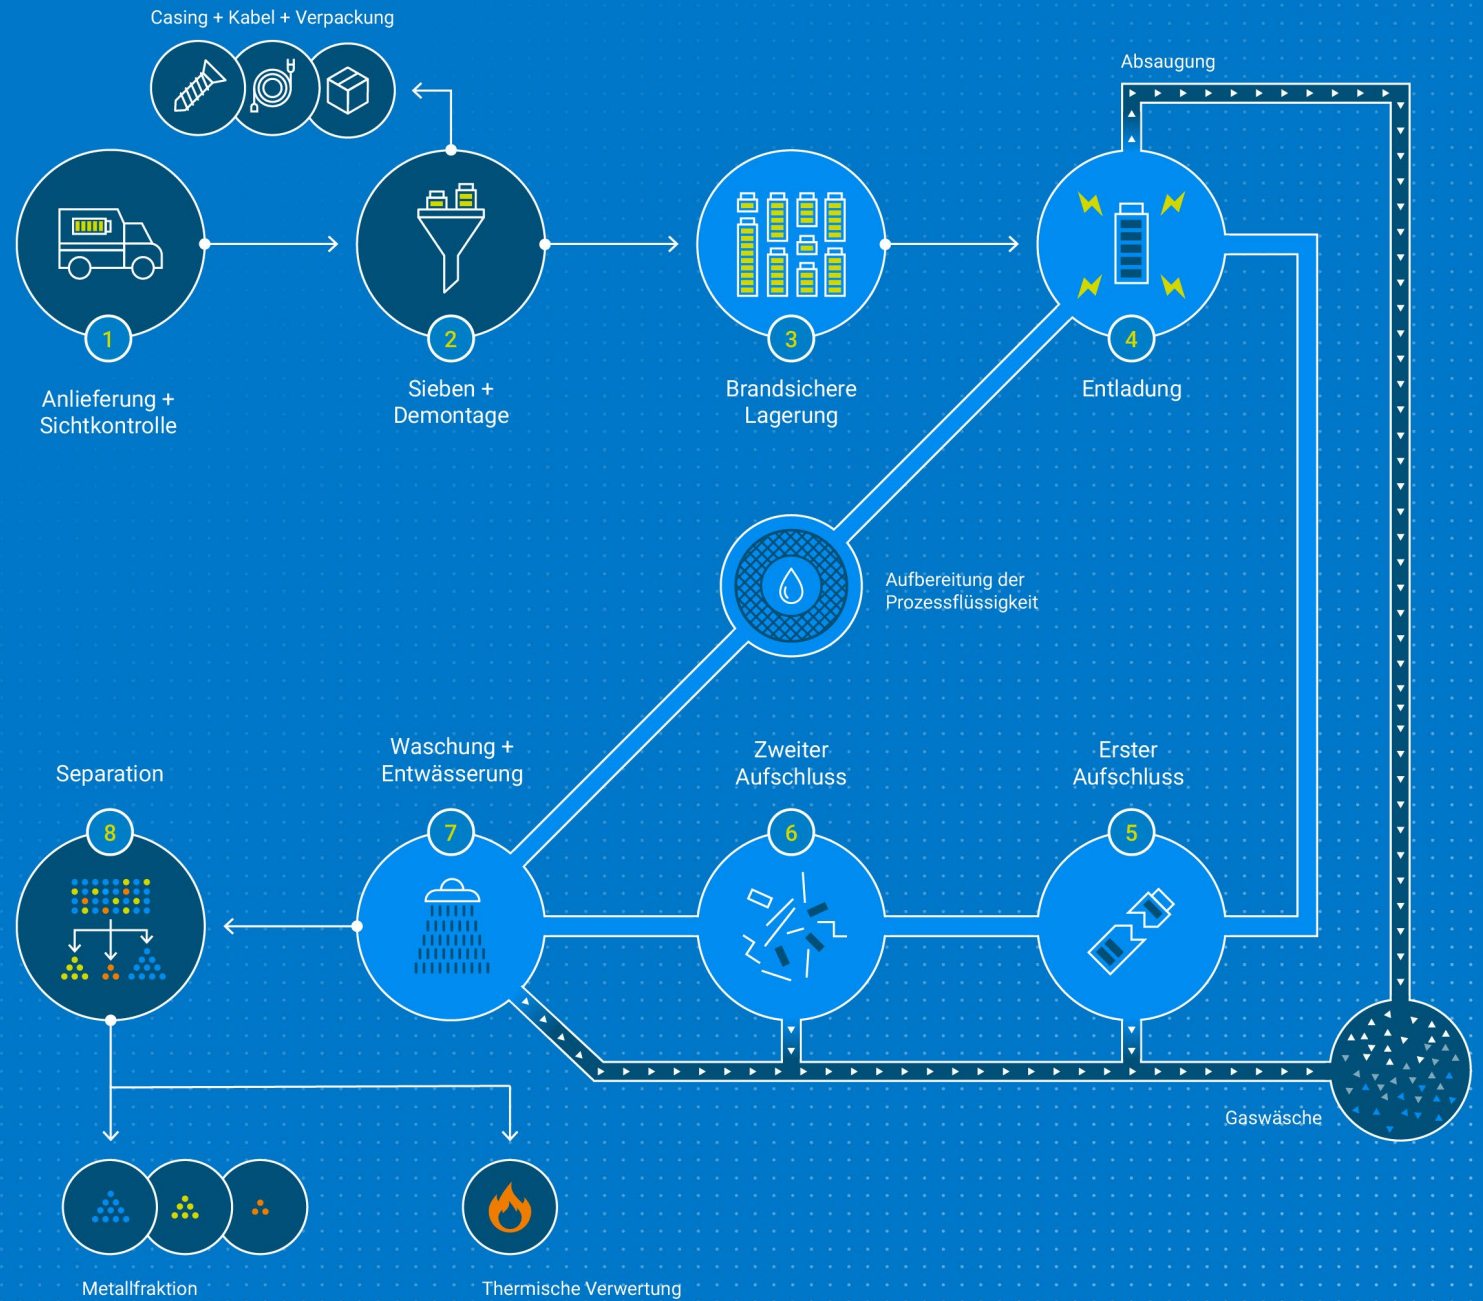 Casing + Kabel + Verpackung
Absaugung
1
Anlieferung +
Sichtkontrolle
2
Sieben +
Demontage
3
Brandsichere
Lagerung
4
Entladung
Aufbereitung der
Prozessflüssigkeit
Separation
8
Waschung +
Entwässerung
7
Zweiter
Aufschluss
6
Erster
Aufschluss
5
Gaswäsche
Metallfraktion
Thermische Verwertung